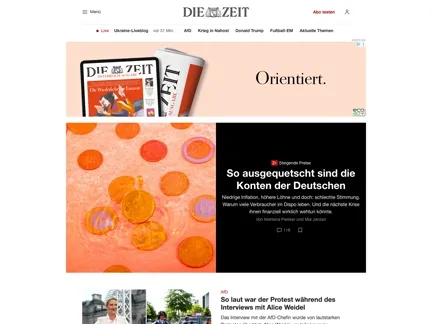 Menü
DIE ZEIT
Abo testen
Live Ukraine-Liveblog vor 37 Min. AfD Krieg in Nahost Donald Trump Fußball-EM Aktuelle Themen
DIE ZEIT
ZEIT
Orientiert.
Steigende Preise
So ausgequetscht sind die
Konten der Deutschen
Niedrige Inflation, höhere Löhne und doch: schlechte Stimmung.
Warum viele Verbraucher im Dispo leben. Und die nächste Krise
ihnen finanziell wirklich wehtun könnte.
AfD
So laut war der Protest während des
Interviews mit Alice Weidel
Das Interview mit der AfD-Chefin wurde von lautstarken